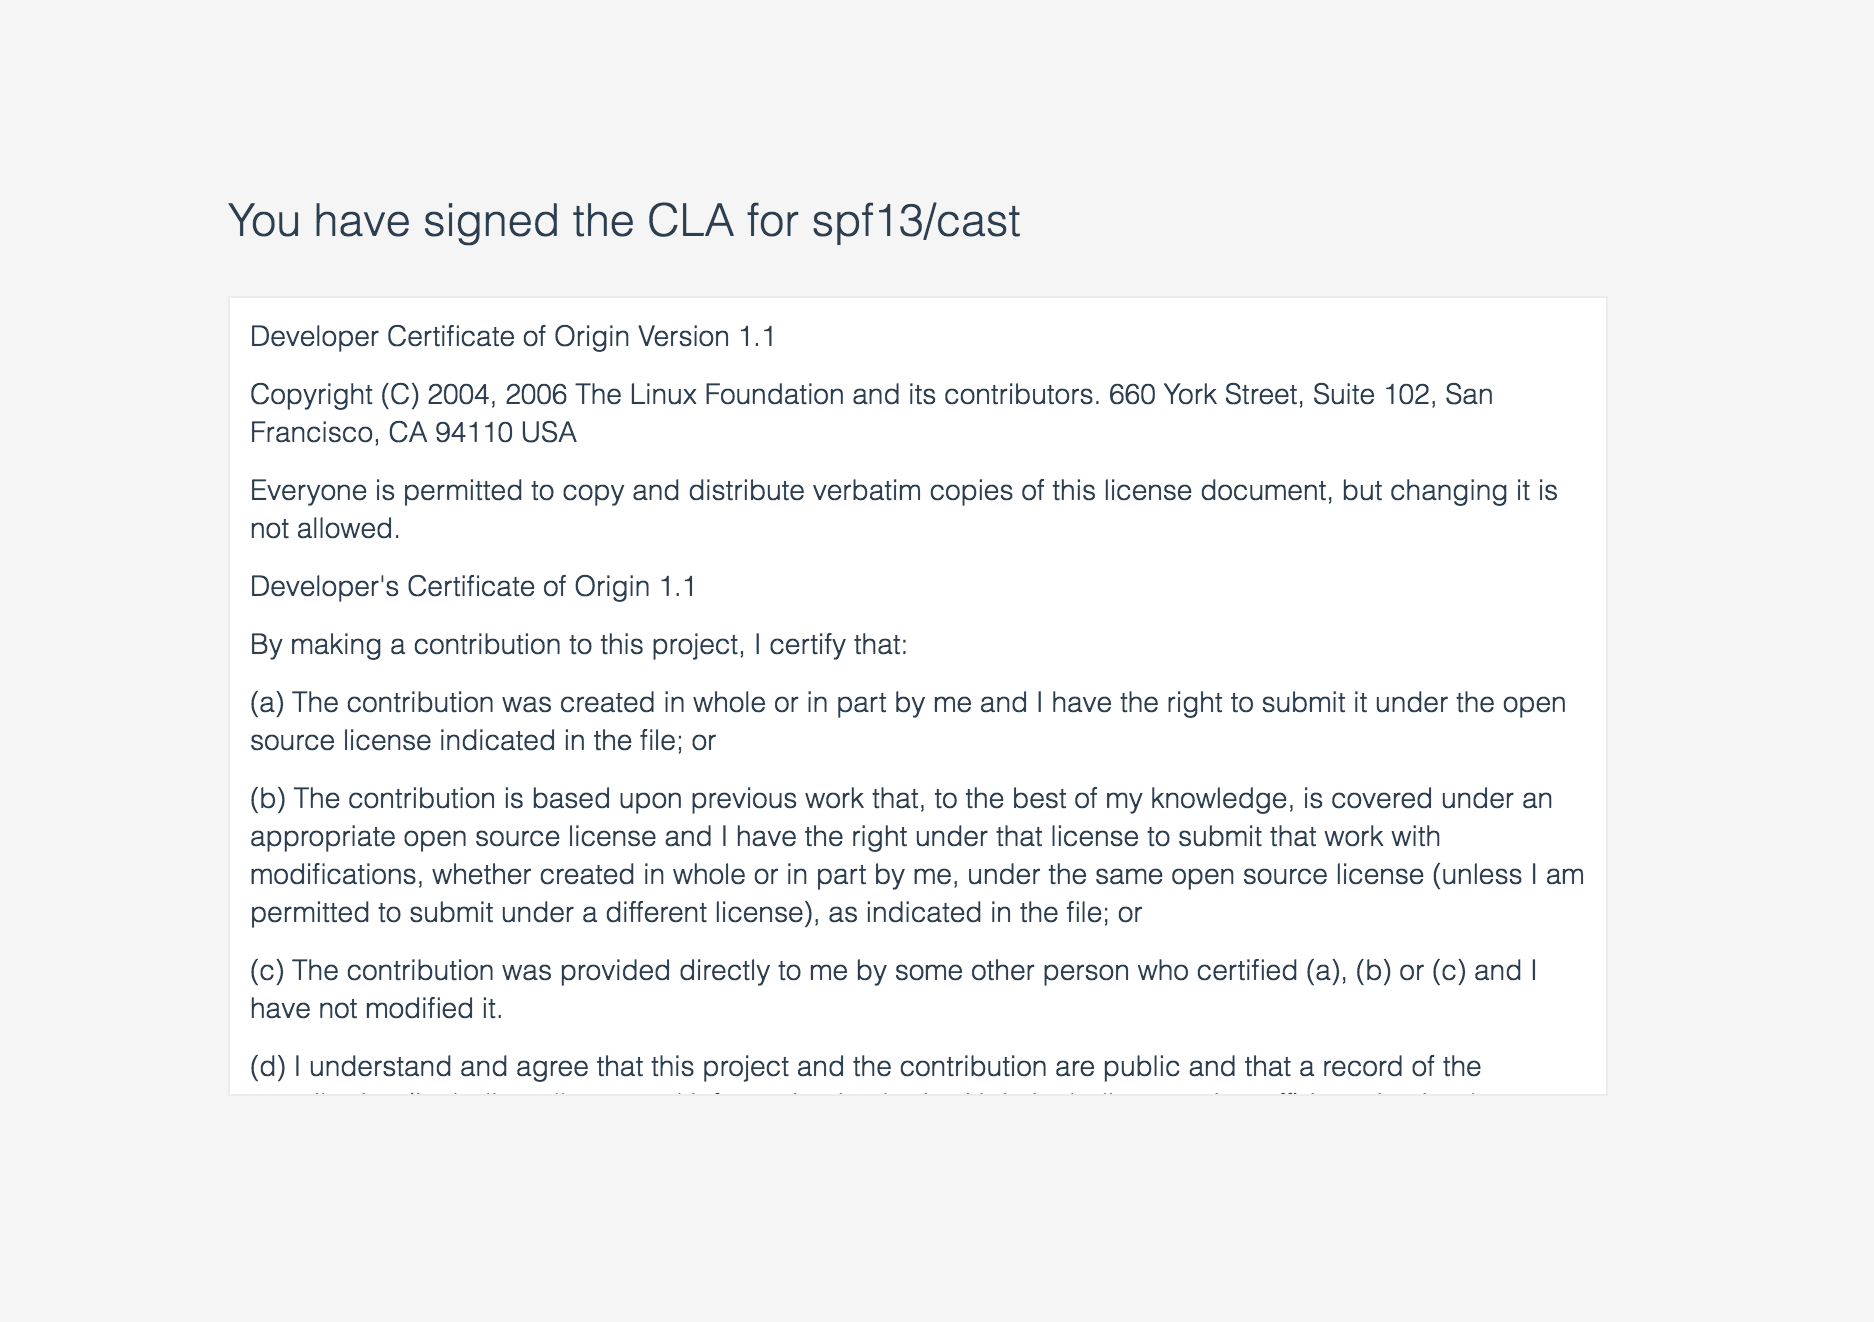 You have signed the CLA for spf13/cast
Developer Certificate of Origin Version 1.1
Copyright (C) 2004, 2006 The Linux Foundation and its contributors. 660 York Street, Suite 102, San
Francisco, CA 94110 USA
Everyone is permitted to copy and distribute verbatim copies of this license document, but changing it is
not allowed.
Developer's Certificate of Origin 1.1
By making a contribution to this project, I certify that:
(a) The contribution was created in whole or in part by me and I have the right to submit it under the open
source license indicated in the file; or
(b) The contribution is based upon previous work that, to the best of my knowledge, is covered under an
appropriate open source license and I have the right under that license to submit that work with
modifications, whether created in whole or in part by me, under the same open source license (unless I am
permitted to submit under a different license), as indicated in the file; or
(c) The contribution was provided directly to me by some other person who certified (a), (b) or (c) and I
have not modified it.
(d) I understand and agree that this project and the contribution are public and that a record of the